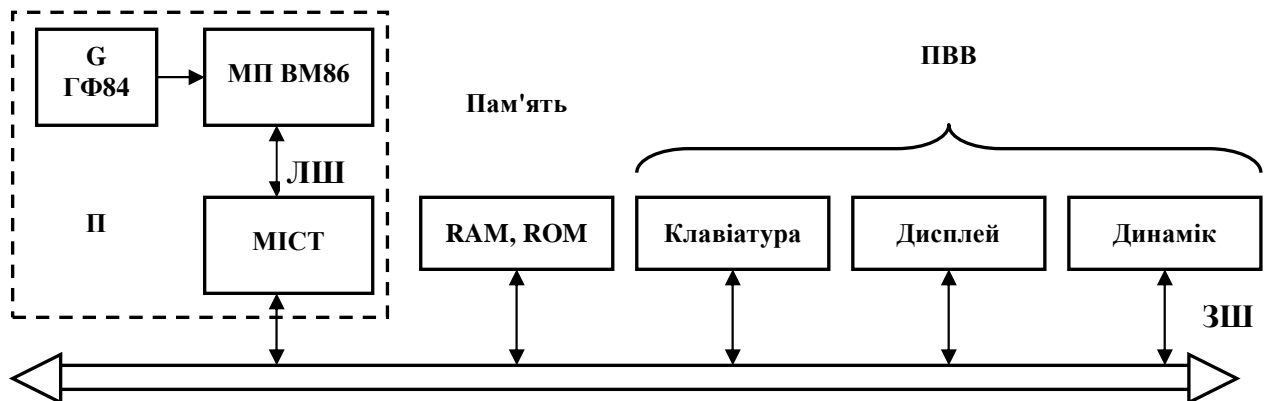 G
ГФ84
МП ВМ86
ПВВ
Пам'ять
ЛШ
П
МІСТ
RAM, ROM
Клавіатура
Дисплей
Динамік
ЗШ